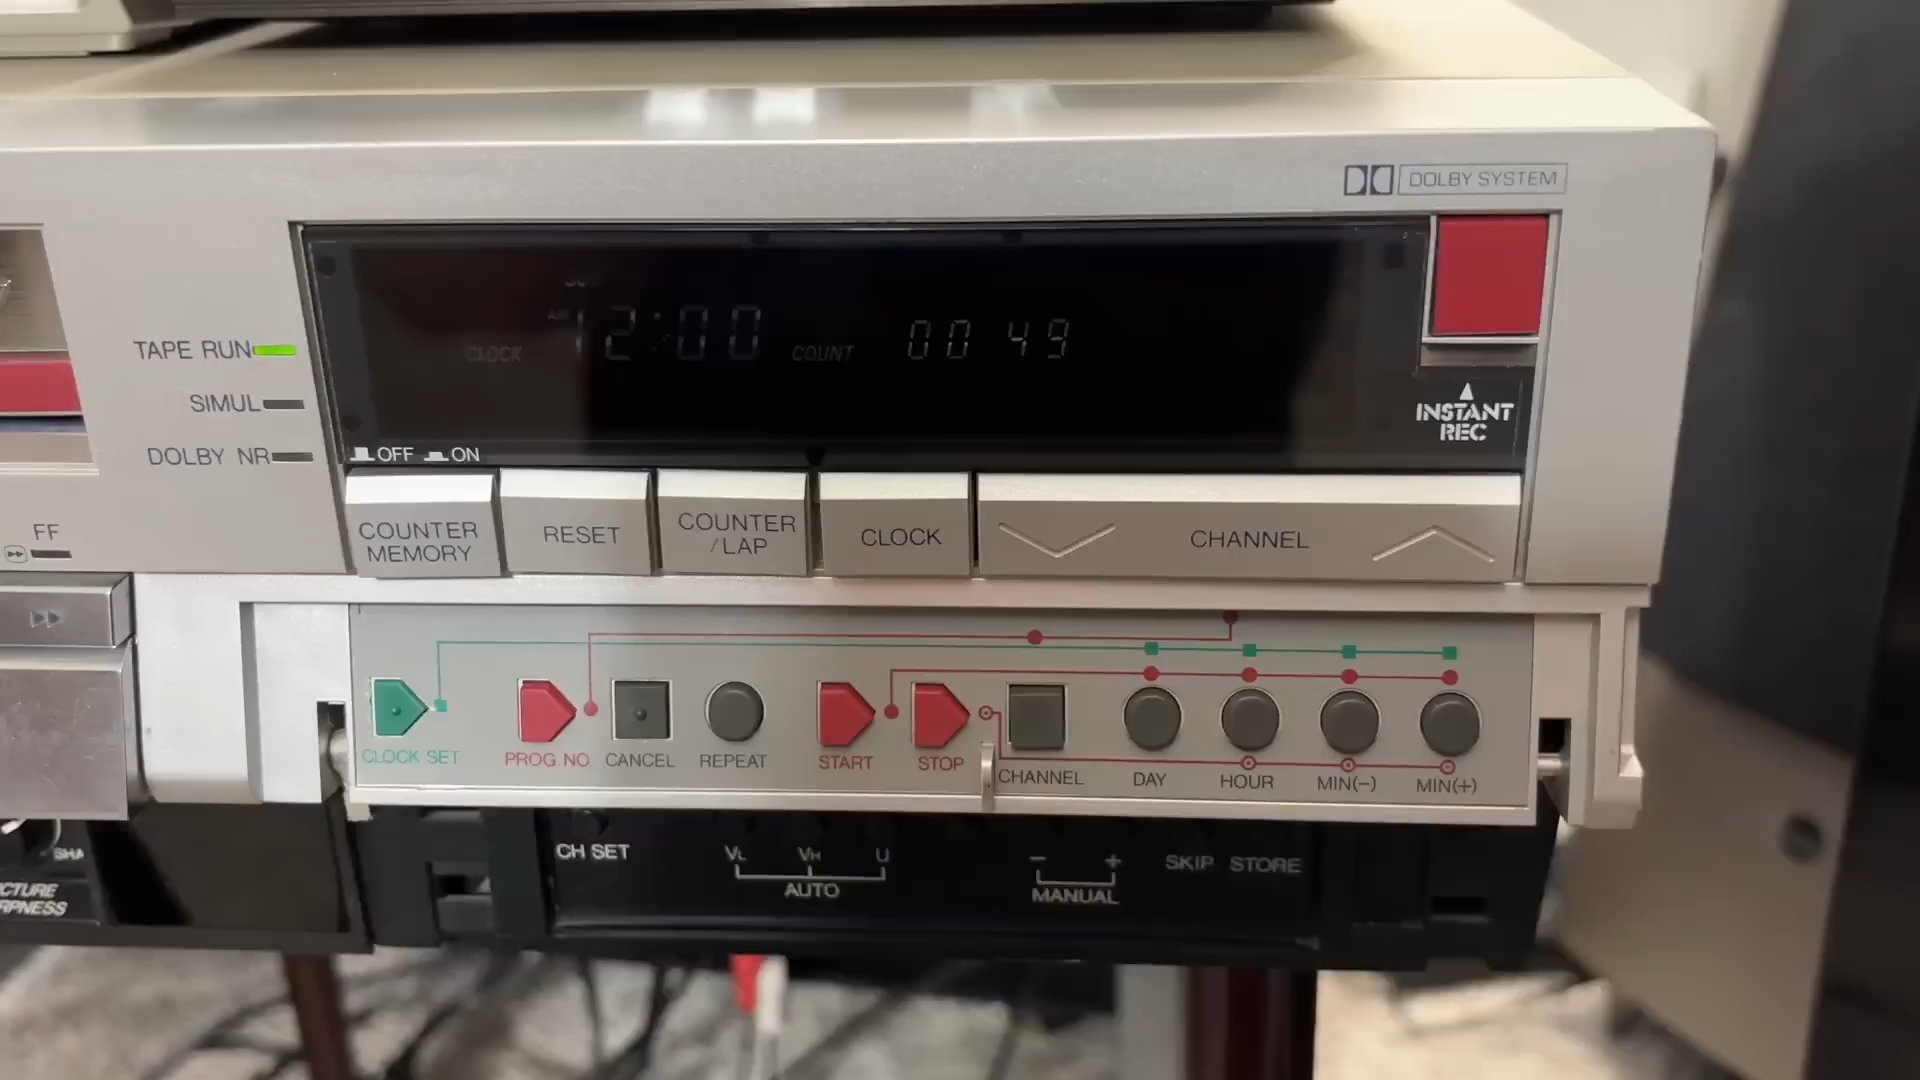 DOLBY SYSTEM
SUN
AM 12:00
CLOCK
COUNT 00 49
TAPE RUN
SIMUL
DOLBY NR
OFF ON
INSTANT
REC
FF
COUNTER
MEMORY
RESET
COUNTER
/LAP
CLOCK
CHANNEL
CLOCK SET
PROG.NO
CANCEL
REPEAT
START
STOP
CHANNEL
DAY
HOUR
MIN(−)
MIN(+)
CH SET
VL VH U
AUTO
− +
MANUAL
SKIP STORE